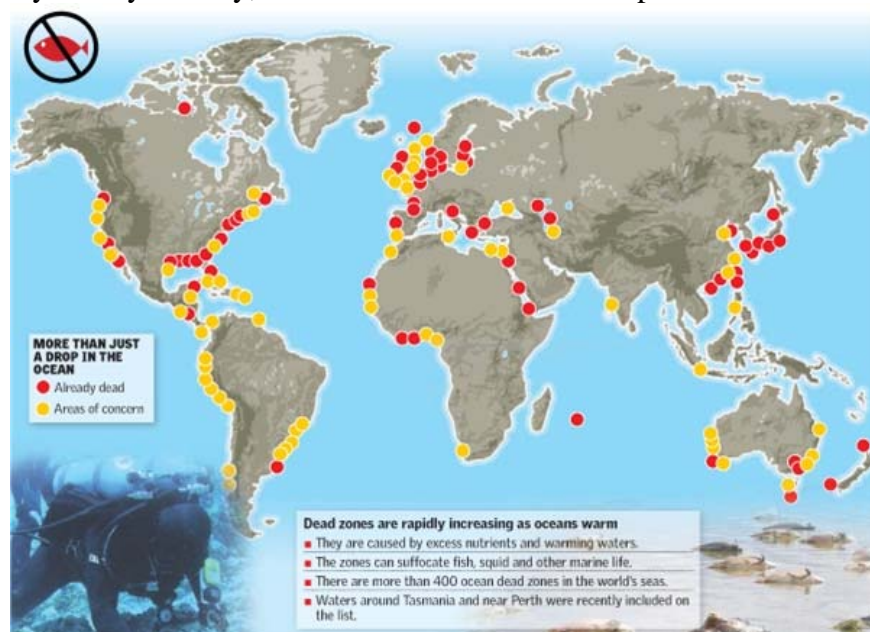 MORE THAN JUST
A DROP IN THE
OCEAN
Already dead
Areas of concern
Dead zones are rapidly increasing as oceans warm
They are caused by excess nutrients and warming waters.
The zones can suffocate fish, squid and other marine life.
There are more than 400 ocean dead zones in the world's seas.
Waters around Tasmania and near Perth were recently included on
the list.